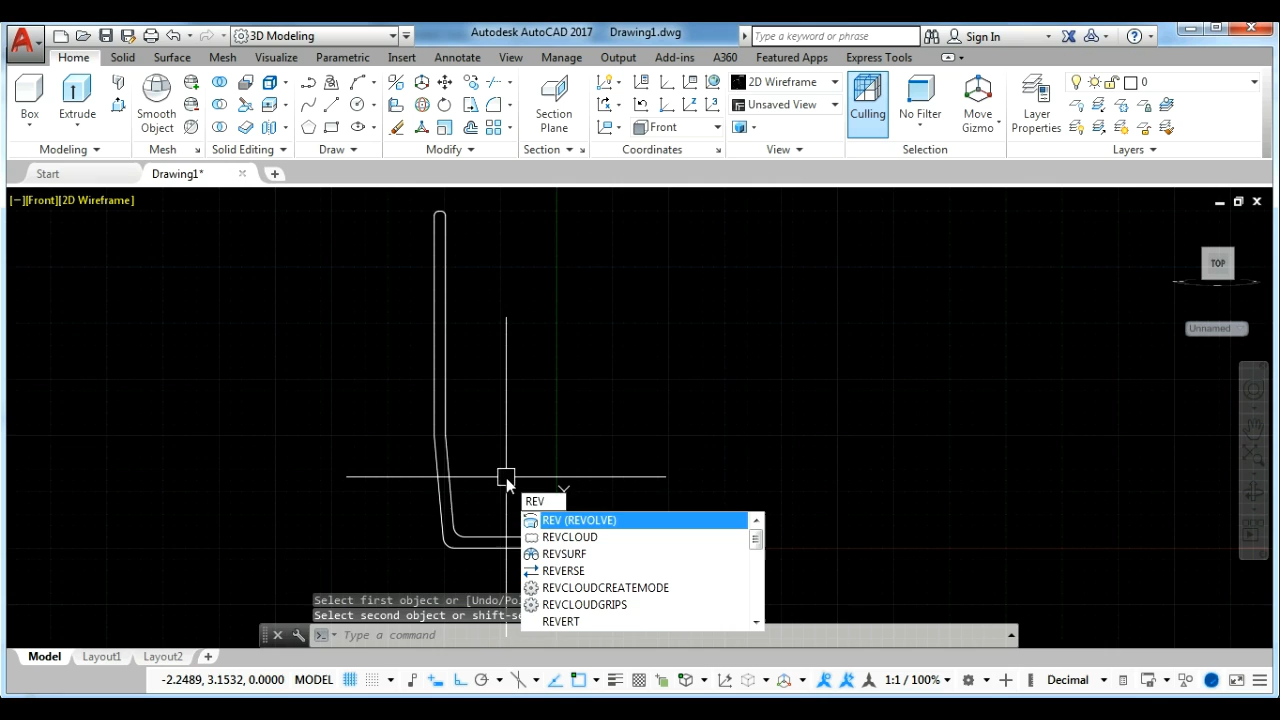 Autodesk AutoCAD 2017 Drawing1.dwg
3D Modeling
Type a keyword or phrase
Sign In
Home Solid Surface Mesh Visualize Parametric Insert Annotate View Manage Output Add-ins A360 Featured Apps Express Tools
Box
Extrude
Smooth
Object
Section
Plane
Front
2D Wireframe
Unsaved View
Culling
No Filter
Move
Gizmo
Layer
Properties
0
Modeling
Mesh
Solid Editing
Draw
Modify
Section
Coordinates
View
Selection
Layers
Start
Drawing1*
[−][Front][2D Wireframe]
TOP
Unnamed
REV
REV (REVOLVE)
REVCLOUD
REVSURF
REVERSE
REVCLOUDCREATEMODE
REVCLOUDGRIPS
REVERT
Select first object or [Undo/Po
Select second object or shift-s
Type a command
Model Layout1 Layout2
-2.2489, 3.1532, 0.0000 MODEL
1:1 / 100%
Decimal